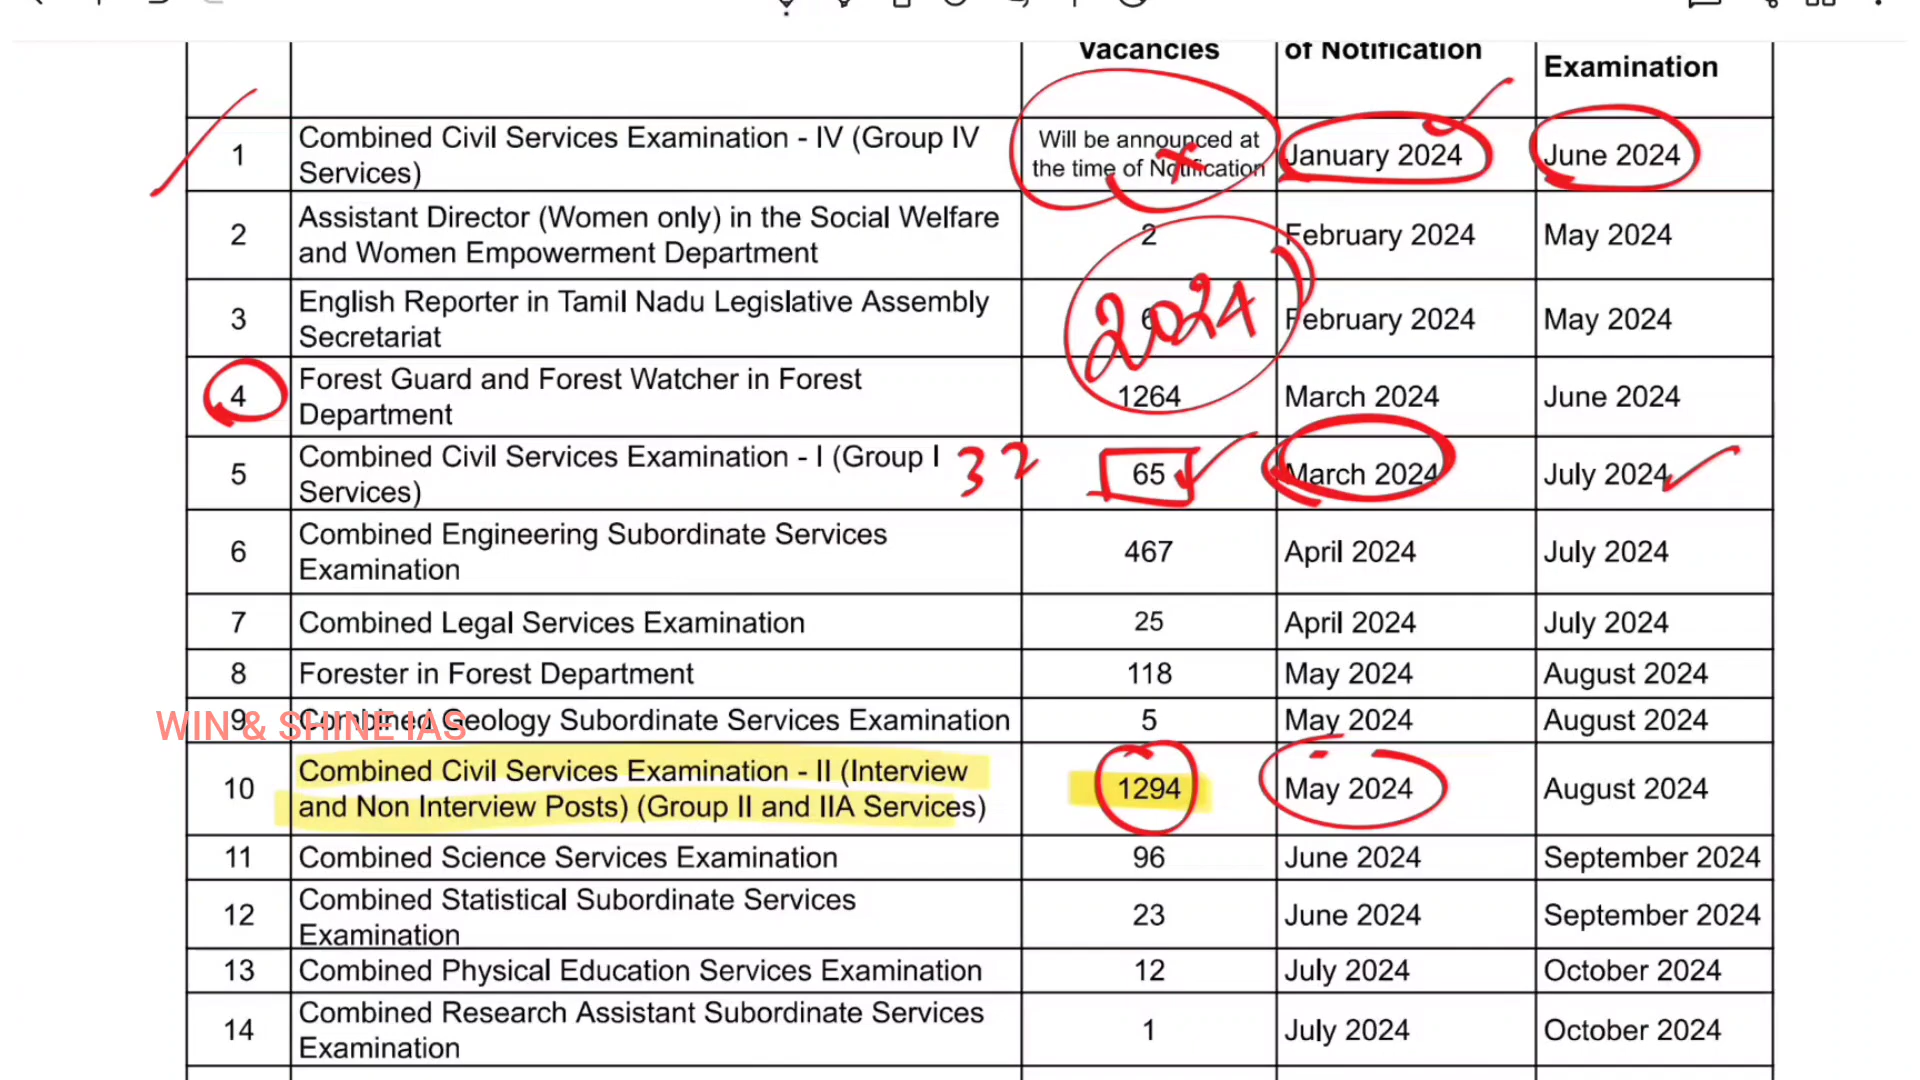 Vacancies
of Notification
Examination
1
Combined Civil Services Examination - IV (Group IV
Services)
Will be announced at
the time of Notification
January 2024
June 2024
2
Assistant Director (Women only) in the Social Welfare
and Women Empowerment Department
2
February 2024
May 2024
3
English Reporter in Tamil Nadu Legislative Assembly
Secretariat
6
2024
February 2024
May 2024
4
Forest Guard and Forest Watcher in Forest
Department
1264
March 2024
June 2024
5
Combined Civil Services Examination - I (Group I
Services)
32
65
March 2024
July 2024
6
Combined Engineering Subordinate Services
Examination
467
April 2024
July 2024
7
Combined Legal Services Examination
25
April 2024
July 2024
8
Forester in Forest Department
118
May 2024
August 2024
WIN & SHINE IAS
9
Combined Geology Subordinate Services Examination
5
May 2024
August 2024
10
Combined Civil Services Examination - II (Interview
and Non Interview Posts) (Group II and IIA Services)
1294
May 2024
August 2024
11
Combined Science Services Examination
96
June 2024
September 2024
12
Combined Statistical Subordinate Services
Examination
23
June 2024
September 2024
13
Combined Physical Education Services Examination
12
July 2024
October 2024
14
Combined Research Assistant Subordinate Services
Examination
1
July 2024
October 2024